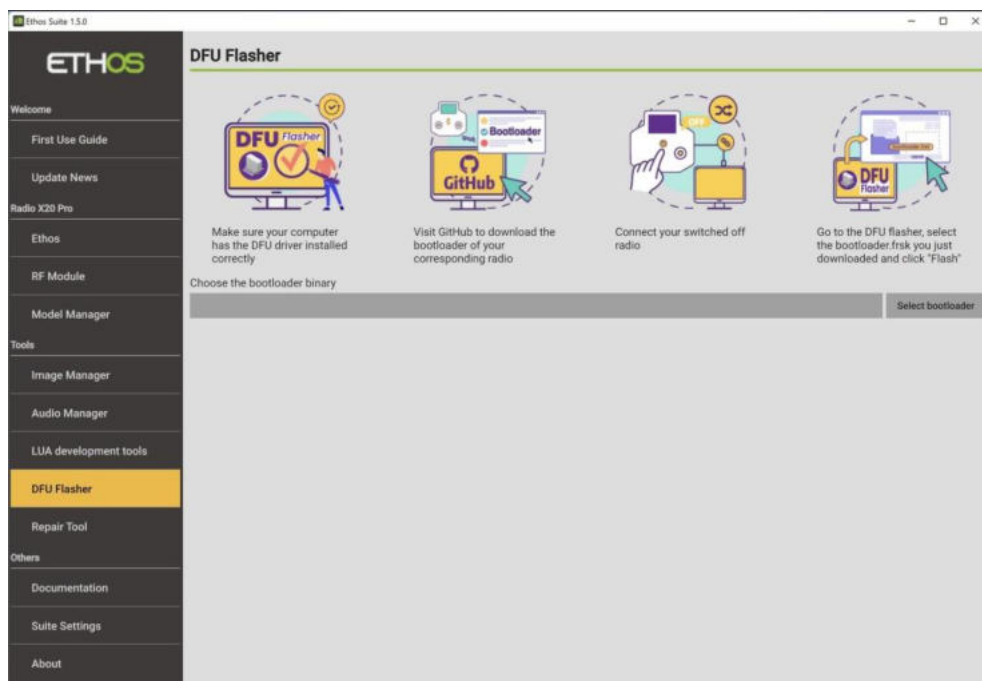 Ethos Suite 1.5.0
ETHOS
DFU Flasher
Welcome
First Use Guide
Update News
Radio X20 Pro
Ethos
RF Module
Model Manager
Tools
Image Manager
Audio Manager
LUA development tools
DFU Flasher
Repair Tool
Others
Documentation
Suite Settings
About
DFU Flasher
Bootloader
GitHub
OFF
DFU
Flasher
Make sure your computer
has the DFU driver installed
correctly
Visit GitHub to download the
bootloader of your
corresponding radio
Connect your switched off
radio
Go to the DFU flasher, select
the bootloader.frsk you just
downloaded and click "Flash"
Choose the bootloader binary
Select bootloader